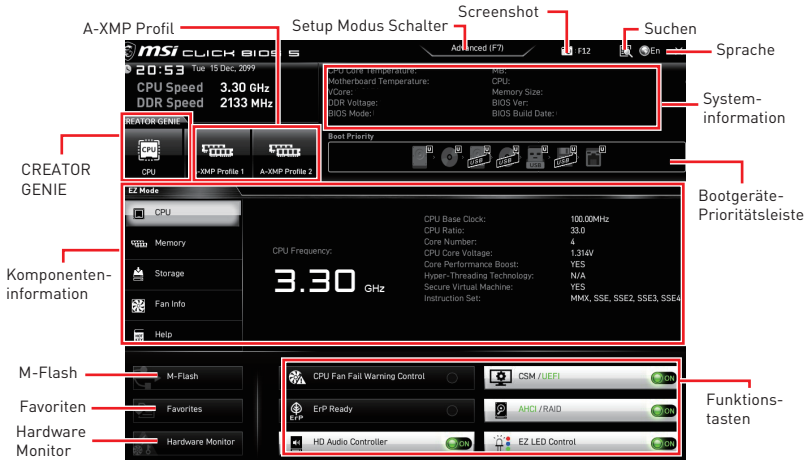 Screenshot
A-XMP Profil
Setup Modus Schalter
Suchen
msi CLICK BIOS 5
Advanced (F7)
F12
En
Sprache
20:53 Tue 15 Dec, 2099
CPU Speed 3.30 GHz
DDR Speed 2133 MHz
CPU Core Temperature:
Motherboard Temperature:
VCore:
DDR Voltage:
BIOS Mode:
MB:
CPU:
Memory Size:
BIOS Ver:
BIOS Build Date:
System-
information
CREATOR GENIE
CPU
CPU
A-XMP Profile 1
A-XMP Profile 2
Boot Priority
U U U U U U U
USB USB USB USB
CREATOR
GENIE
Bootgeräte-
Prioritätsleiste
EZ Mode
CPU
Memory
Storage
Fan Info
Help
Komponenten-
information
CPU Frequency:
3.30 GHz
CPU Base Clock: 100.00MHz
CPU Ratio: 33.0
Core Number: 4
CPU Core Voltage: 1.314V
Core Performance Boost: YES
Hyper-Threading Technology: N/A
Secure Virtual Machine: YES
Instruction Set: MMX, SSE, SSE2, SSE3, SSE4
M-Flash
Favoriten
Hardware
Monitor
M-Flash
Favorites
Hardware Monitor
CPU Fan Fail Warning Control
ErP
ErP Ready
HD Audio Controller ON
CSM /UEFI ON
AHCI /RAID ON
EZ LED Control ON
Funktions-
tasten